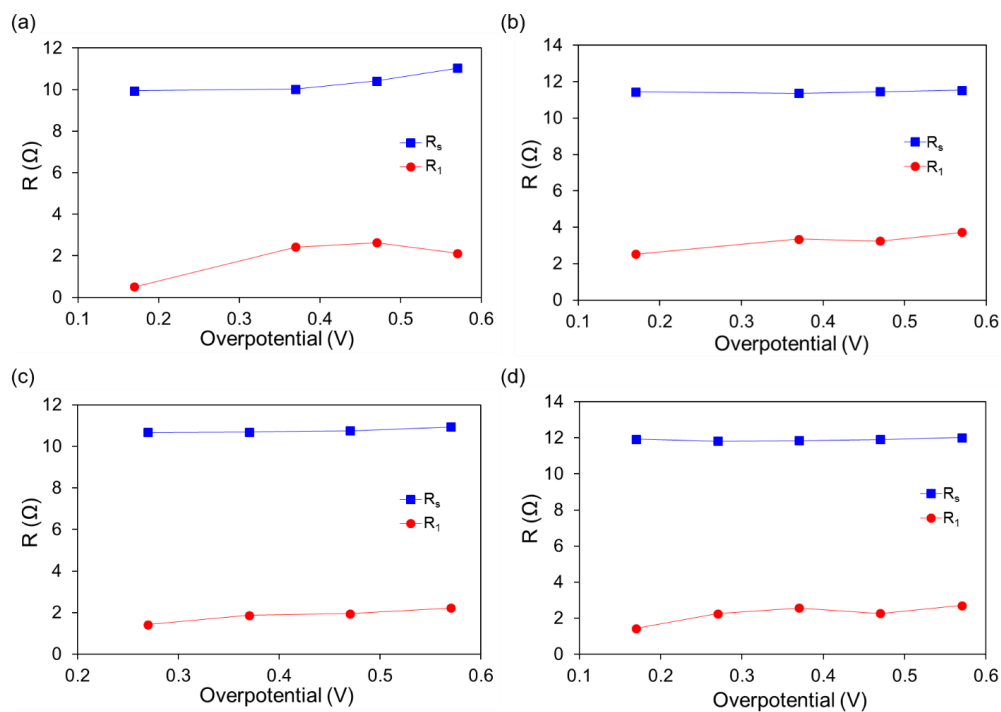 (a)
12
10
8
6
4
2
0
R (Ω)
Rs
R1
0.1 0.2 0.3 0.4 0.5 0.6
Overpotential (V)
(b)
14
12
10
8
6
4
2
0
R (Ω)
Rs
R1
0.1 0.2 0.3 0.4 0.5 0.6
Overpotential (V)
(c)
12
10
8
6
4
2
0
R (Ω)
Rs
R1
0.2 0.3 0.4 0.5 0.6
Overpotential (V)
(d)
14
12
10
8
6
4
2
0
R (Ω)
Rs
R1
0.1 0.2 0.3 0.4 0.5 0.6
Overpotential (V)